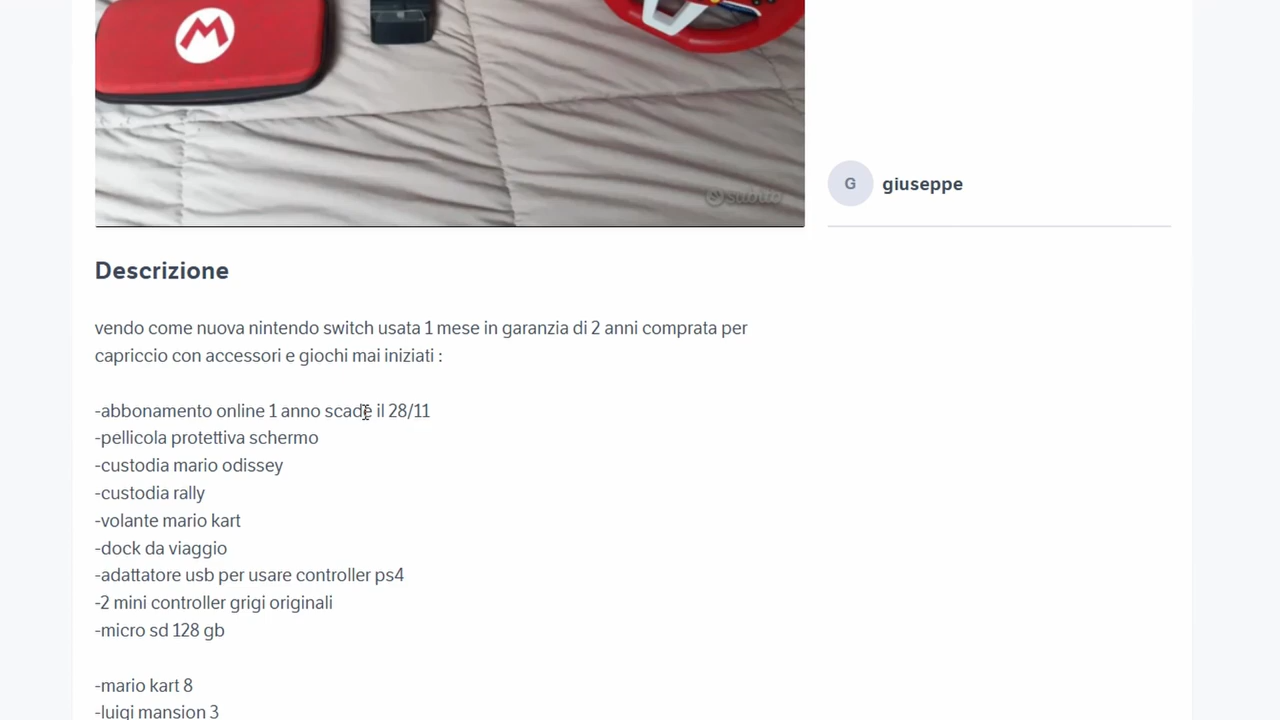 M
subito
G
giuseppe
Descrizione
vendo come nuova nintendo switch usata 1 mese in garanzia di 2 anni comprata per
capriccio con accessori e giochi mai iniziati :
-abbonamento online 1 anno scade il 28/11
-pellicola protettiva schermo
-custodia mario odissey
-custodia rally
-volante mario kart
-dock da viaggio
-adattatore usb per usare controller ps4
-2 mini controller grigi originali
-micro sd 128 gb
-mario kart 8
-luigi mansion 3